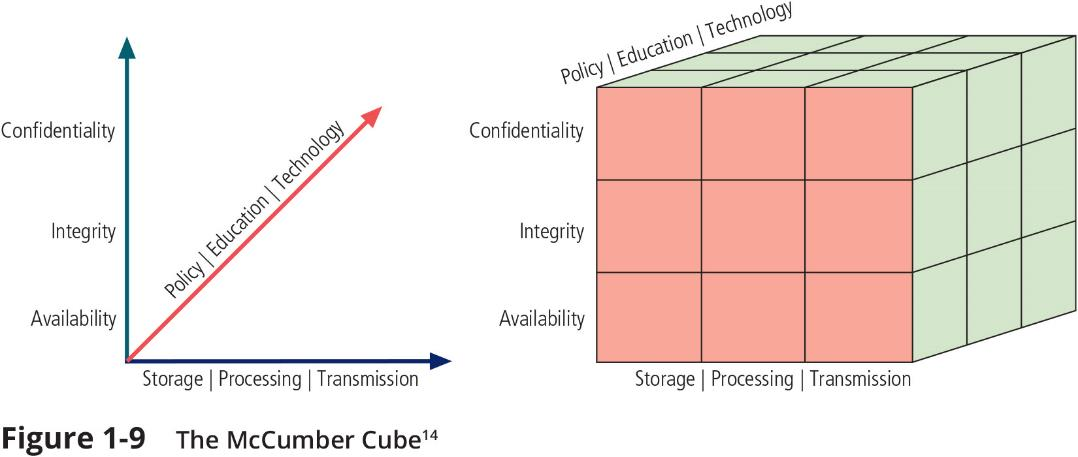 Confidentiality
Integrity
Availability
Policy | Education | Technology
Storage | Processing | Transmission
Policy | Education | Technology
Confidentiality
Integrity
Availability
Storage | Processing | Transmission
Figure 1-9 The McCumber Cube¹⁴